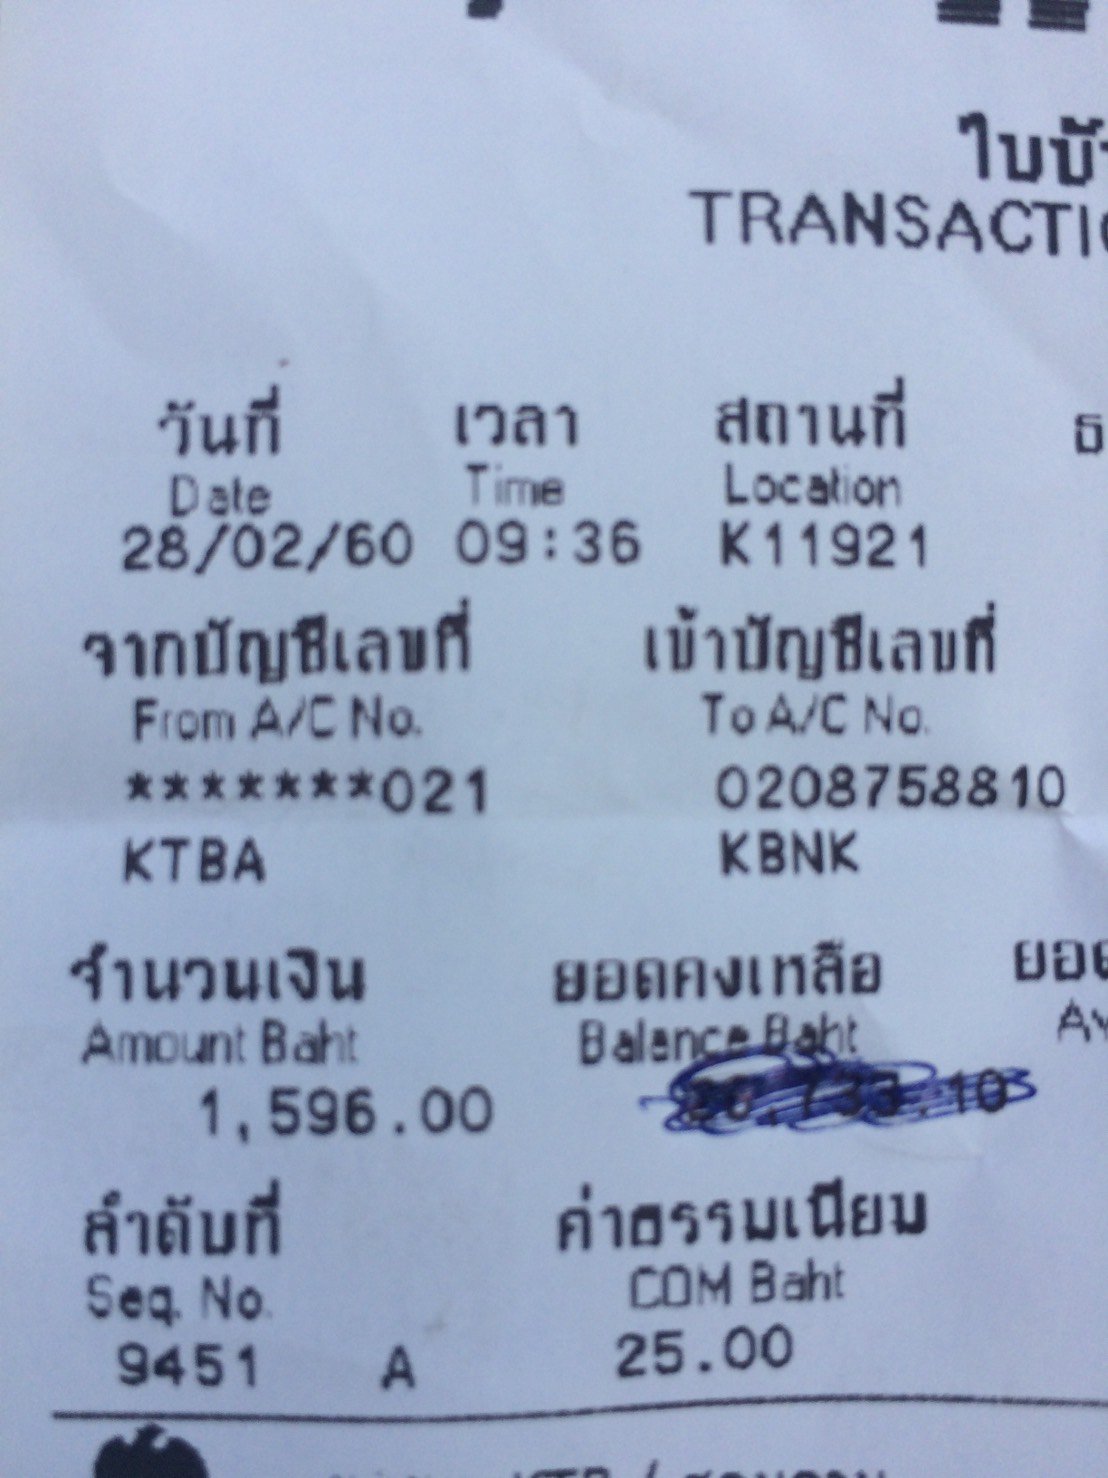 ใบบั
TRANSACTIO
วันที่ เวลา สถานที่ ธ
Date Time Location
28/02/60 09:36 K11921
จากบัญชีเลขที่ เข้าบัญชีเลขที่
From A/C No. To A/C No.
*******021 0208758810
KTBA KBNK
จำนวนเงิน ยอดคงเหลือ ยอด
Amount Baht Balance Baht Av
1,596.00
ลำดับที่ ค่าธรรมเนียม
Seq. No. COM Baht
9451 A 25.00